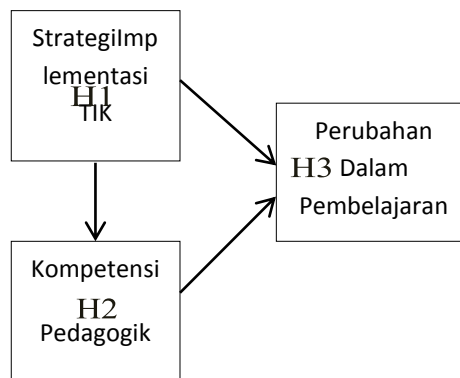 StrategiImp
lementasi
H1
TIK
Perubahan
H3 Dalam
Pembelajaran
Kompetensi
H2
Pedagogik